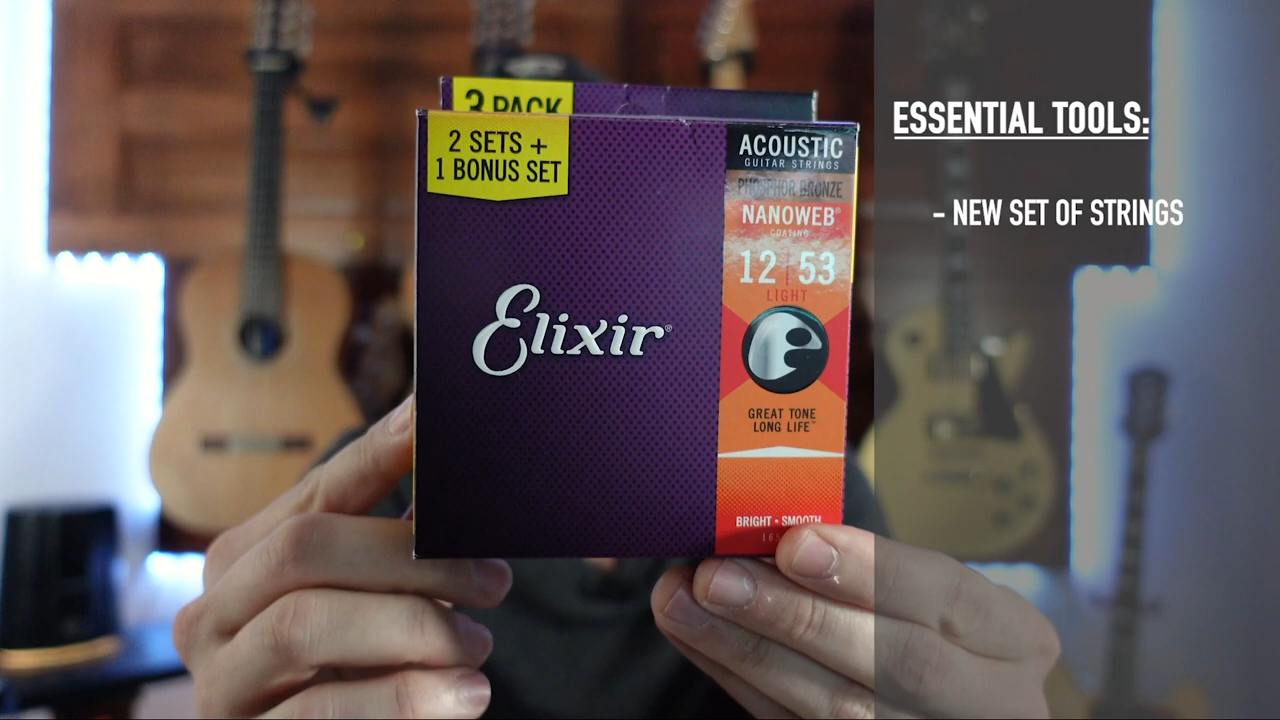 3 PACK
2 SETS +
1 BONUS SET
Elixir®
ACOUSTIC
GUITAR STRINGS
PHOSPHOR BRONZE
NANOWEB®
COATING
12 | 53
LIGHT
GREAT TONE
LONG LIFE™
BRIGHT • SMOOTH
ESSENTIAL TOOLS:
- NEW SET OF STRINGS